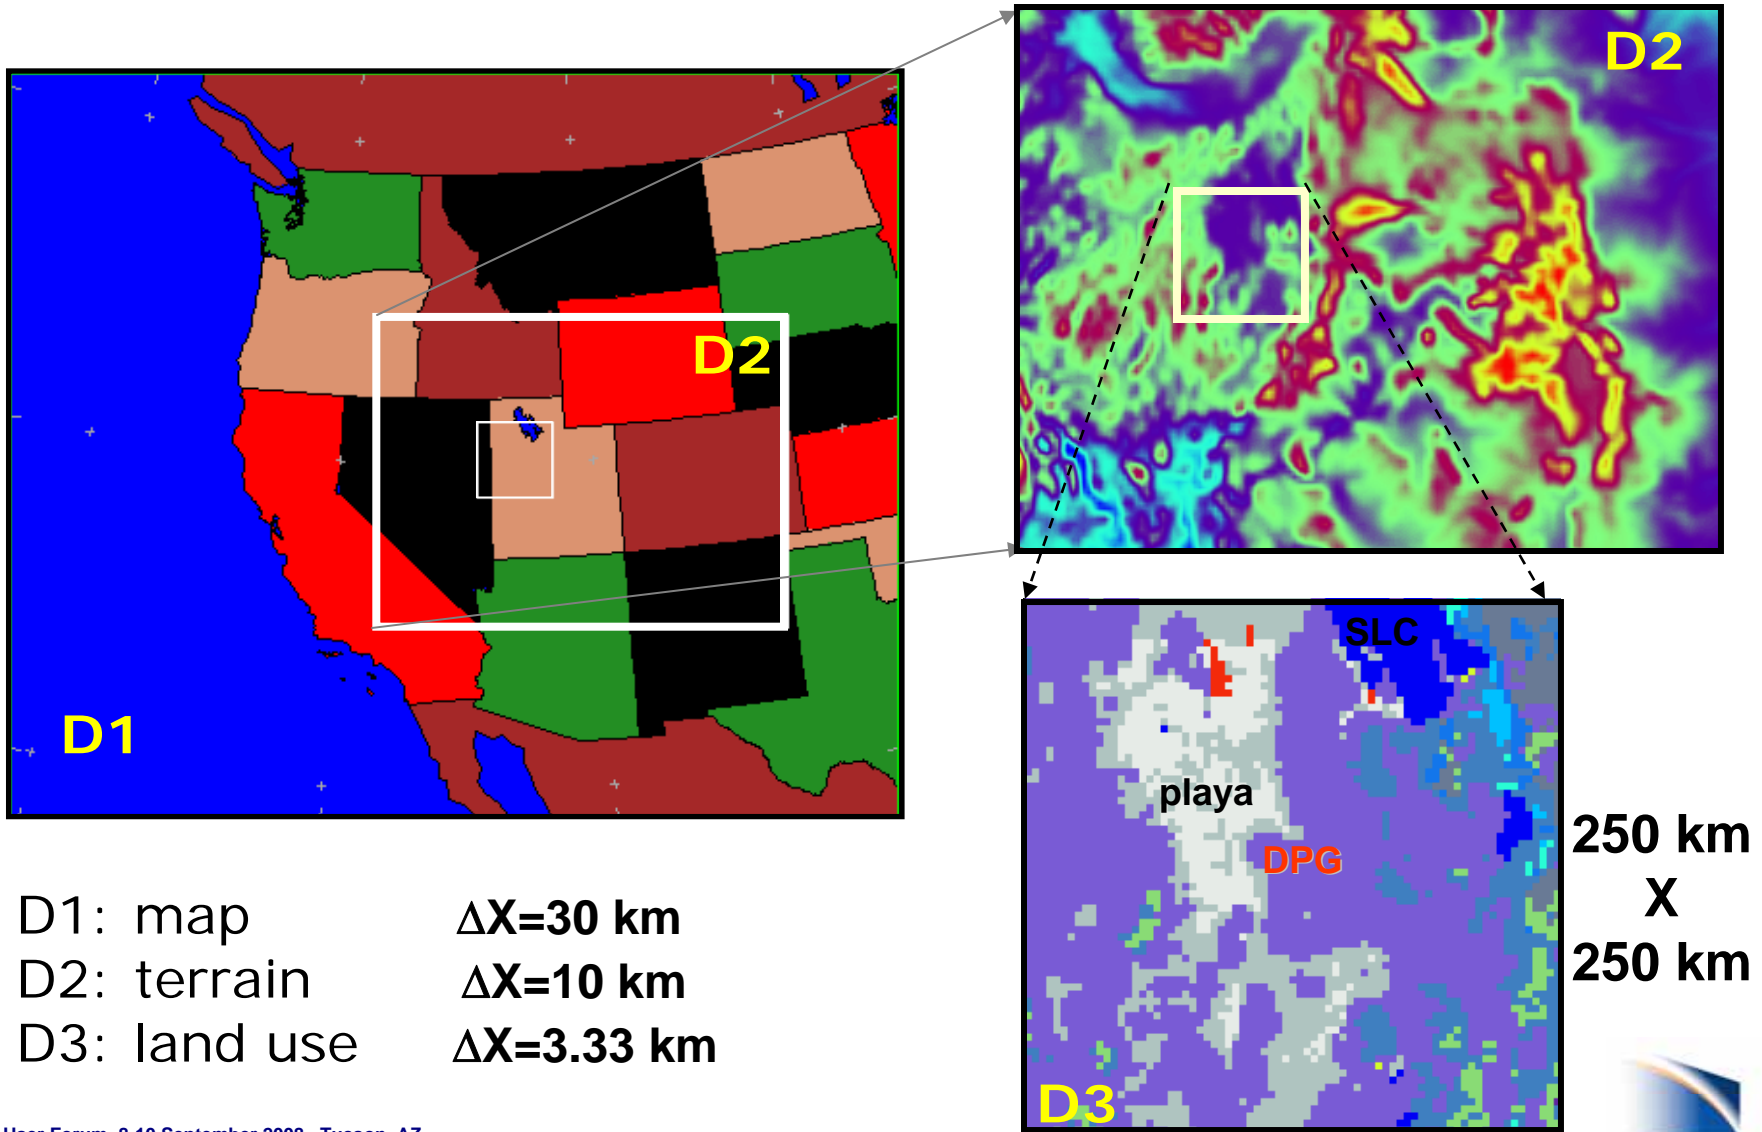 D2
D2
D1
SLC
playa
DPG
D3
250 km
X
250 km
D1: map ΔX=30 km
D2: terrain ΔX=10 km
D3: land use ΔX=3.33 km